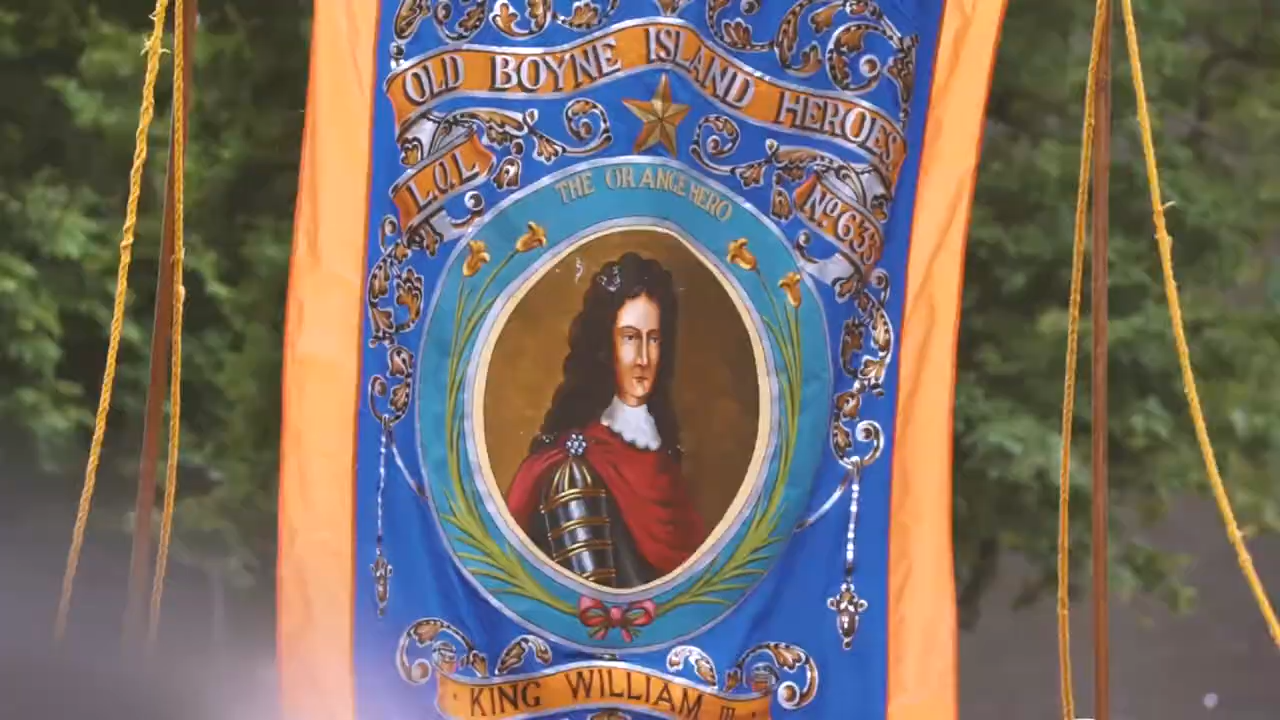 OLD BOYNE ISLAND HEROES
L.O.L
No 633
THE ORANGE HERO
KING WILLIAM III